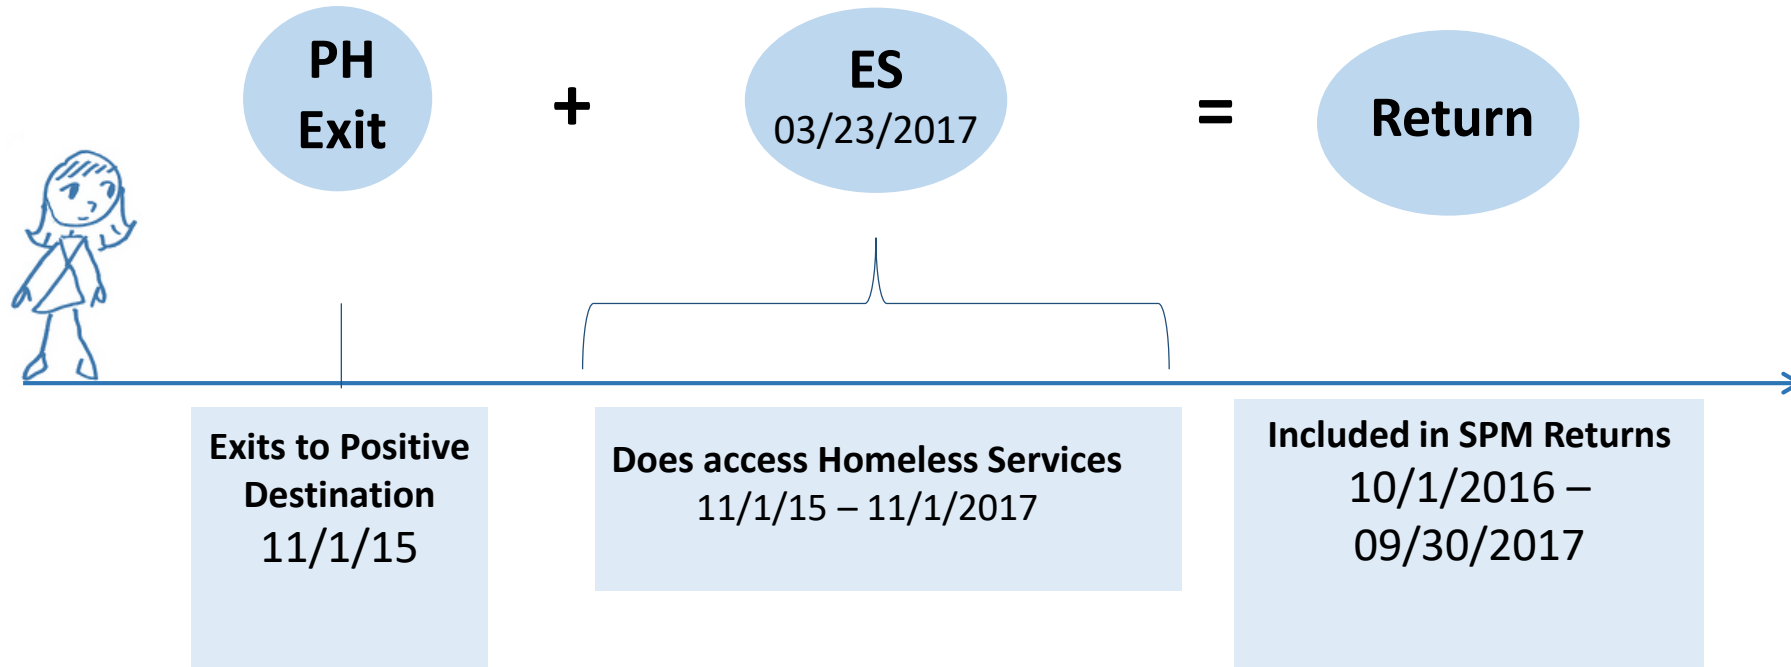 PH
Exit
+
ES
03/23/2017
=
Return
Exits to Positive
Destination
11/1/15
Does access Homeless Services
11/1/15 – 11/1/2017
Included in SPM Returns
10/1/2016 –
09/30/2017